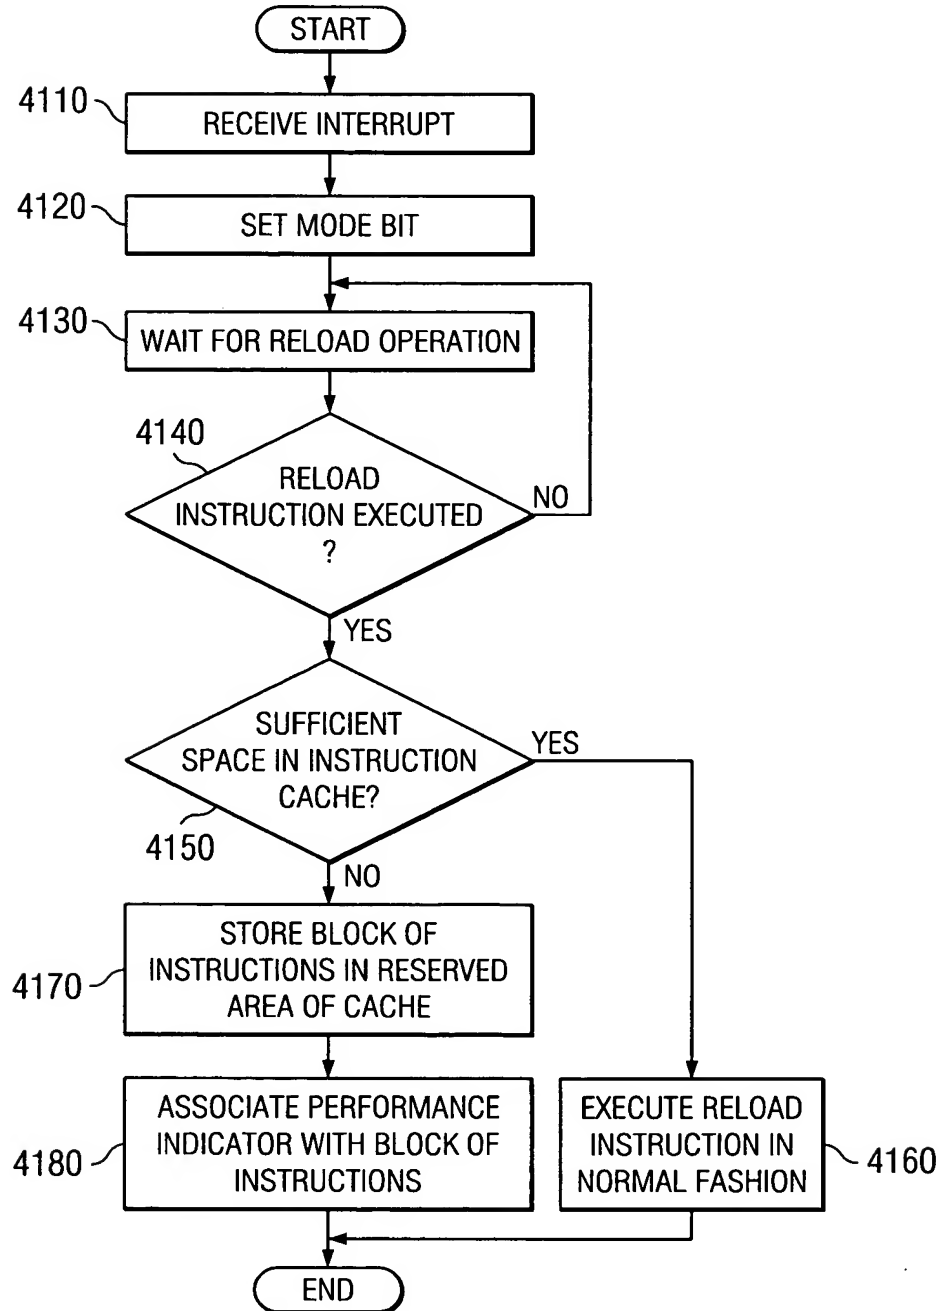 START
4110
RECEIVE INTERRUPT
4120
SET MODE BIT
4130
WAIT FOR RELOAD OPERATION
4140
RELOAD
INSTRUCTION EXECUTED
?
NO
YES
SUFFICIENT
SPACE IN INSTRUCTION
CACHE?
YES
4150
NO
STORE BLOCK OF
INSTRUCTIONS IN RESERVED
AREA OF CACHE
4170
ASSOCIATE PERFORMANCE
INDICATOR WITH BLOCK OF
INSTRUCTIONS
4180
EXECUTE RELOAD
INSTRUCTION IN
NORMAL FASHION
4160
END